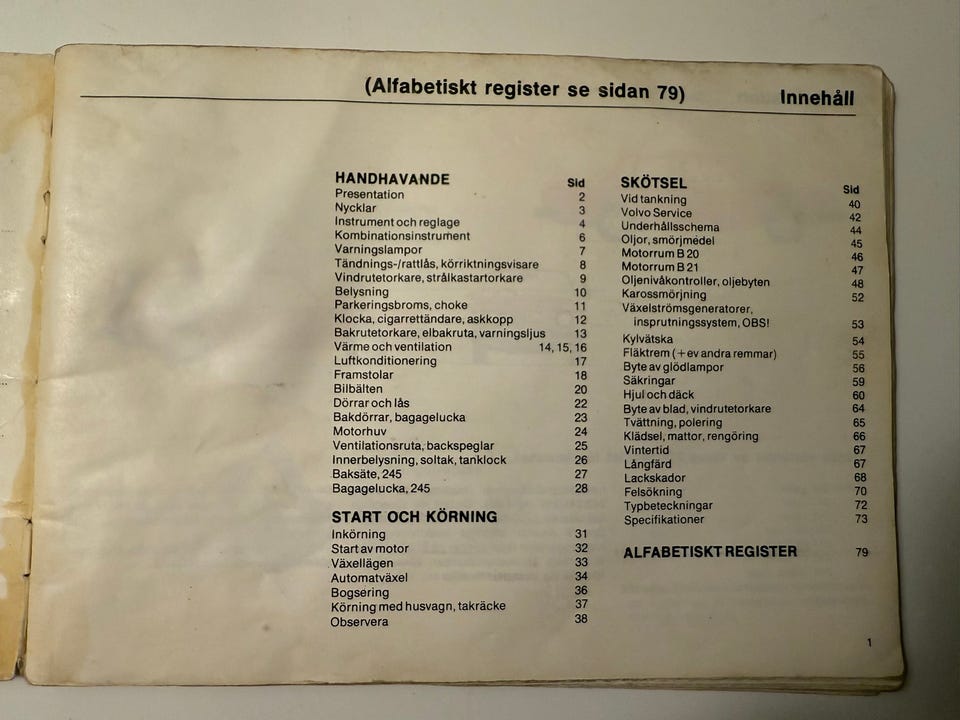 (Alfabetiskt register se sidan 79) Innehåll
HANDHAVANDE Sid
Presentation 2
Nycklar 3
Instrument och reglage 4
Kombinationsinstrument 6
Varningslampor 7
Tändnings-/rattlås, körriktningsvisare 8
Vindrutetorkare, strålkastartorkare 9
Belysning 10
Parkeringsbroms, choke 11
Klocka, cigarrettändare, askkopp 12
Bakrutetorkare, elbakruta, varningsljus 13
Värme och ventilation 14, 15, 16
Luftkonditionering 17
Framstolar 18
Bilbälten 20
Dörrar och lås 22
Bakdörrar, bagagelucka 23
Motorhuv 24
Ventilationsruta, backspeglar 25
Innerbelysning, soltak, tanklock 26
Baksäte, 245 27
Bagagelucka, 245 28
START OCH KÖRNING
Inkörning 31
Start av motor 32
Växellägen 33
Automatväxel 34
Bogsering 36
Körning med husvagn, takräcke 37
Observera 38
SKÖTSEL Sid
Vid tankning 40
Volvo Service 42
Underhållsschema 44
Oljor, smörjmedel 45
Motorrum B 20 46
Motorrum B 21 47
Oljenivåkontroller, oljebyten 48
Karossmörjning 52
Växelströmsgeneratorer,
insprutningssystem, OBS! 53
Kylvätska 54
Fläktrem (+ ev andra remmar) 55
Byte av glödlampor 56
Säkringar 59
Hjul och däck 60
Byte av blad, vindrutetorkare 64
Tvättning, polering 65
Klädsel, mattor, rengöring 66
Vintertid 67
Långfärd 67
Lackskador 68
Felsökning 70
Typbeteckningar 72
Specifikationer 73
ALFABETISKT REGISTER 79
1